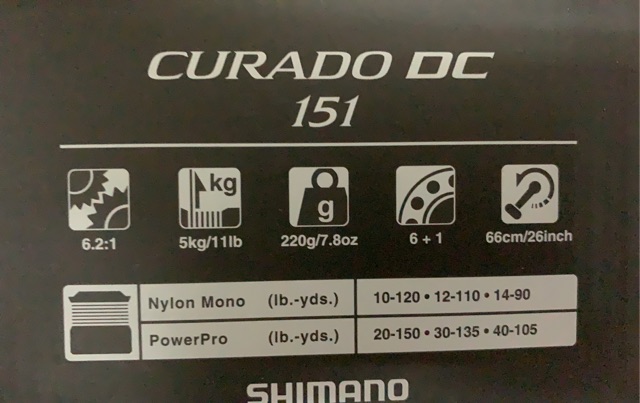 CURADO DC
151
kg
g
6.2:1
5kg/11lb
220g/7.8oz
6 + 1
66cm/26inch
Nylon Mono (lb.-yds.) 10-120 • 12-110 • 14-90
PowerPro (lb.-yds.) 20-150 • 30-135 • 40-105
SHIMANO